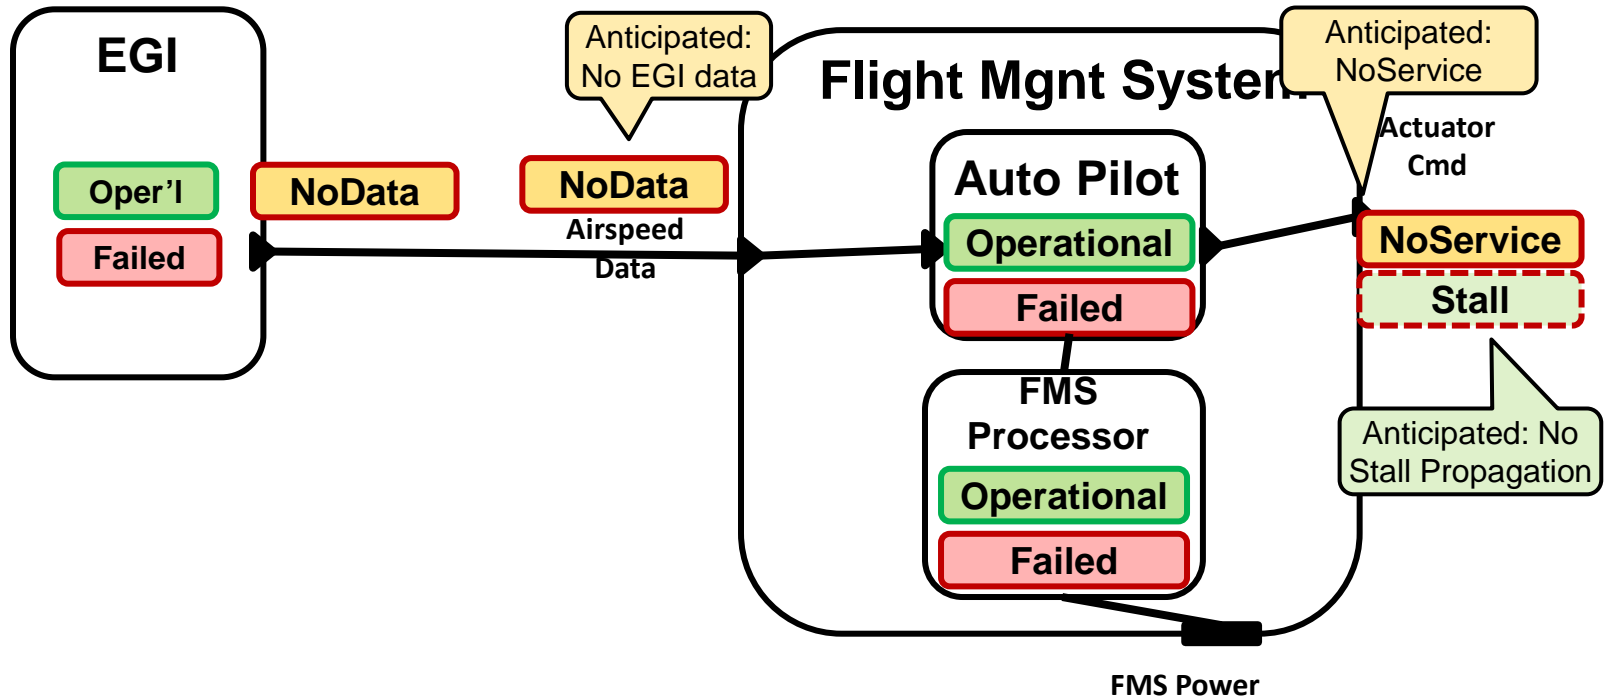 EGI
Oper'l
Failed
NoData
Anticipated:
No EGI data
NoData
Airspeed
Data
Flight Mgnt System
Auto Pilot
Operational
Failed
FMS
Processor
Operational
Failed
FMS Power
Anticipated:
NoService
Actuator
Cmd
NoService
Stall
Anticipated: No
Stall Propagation